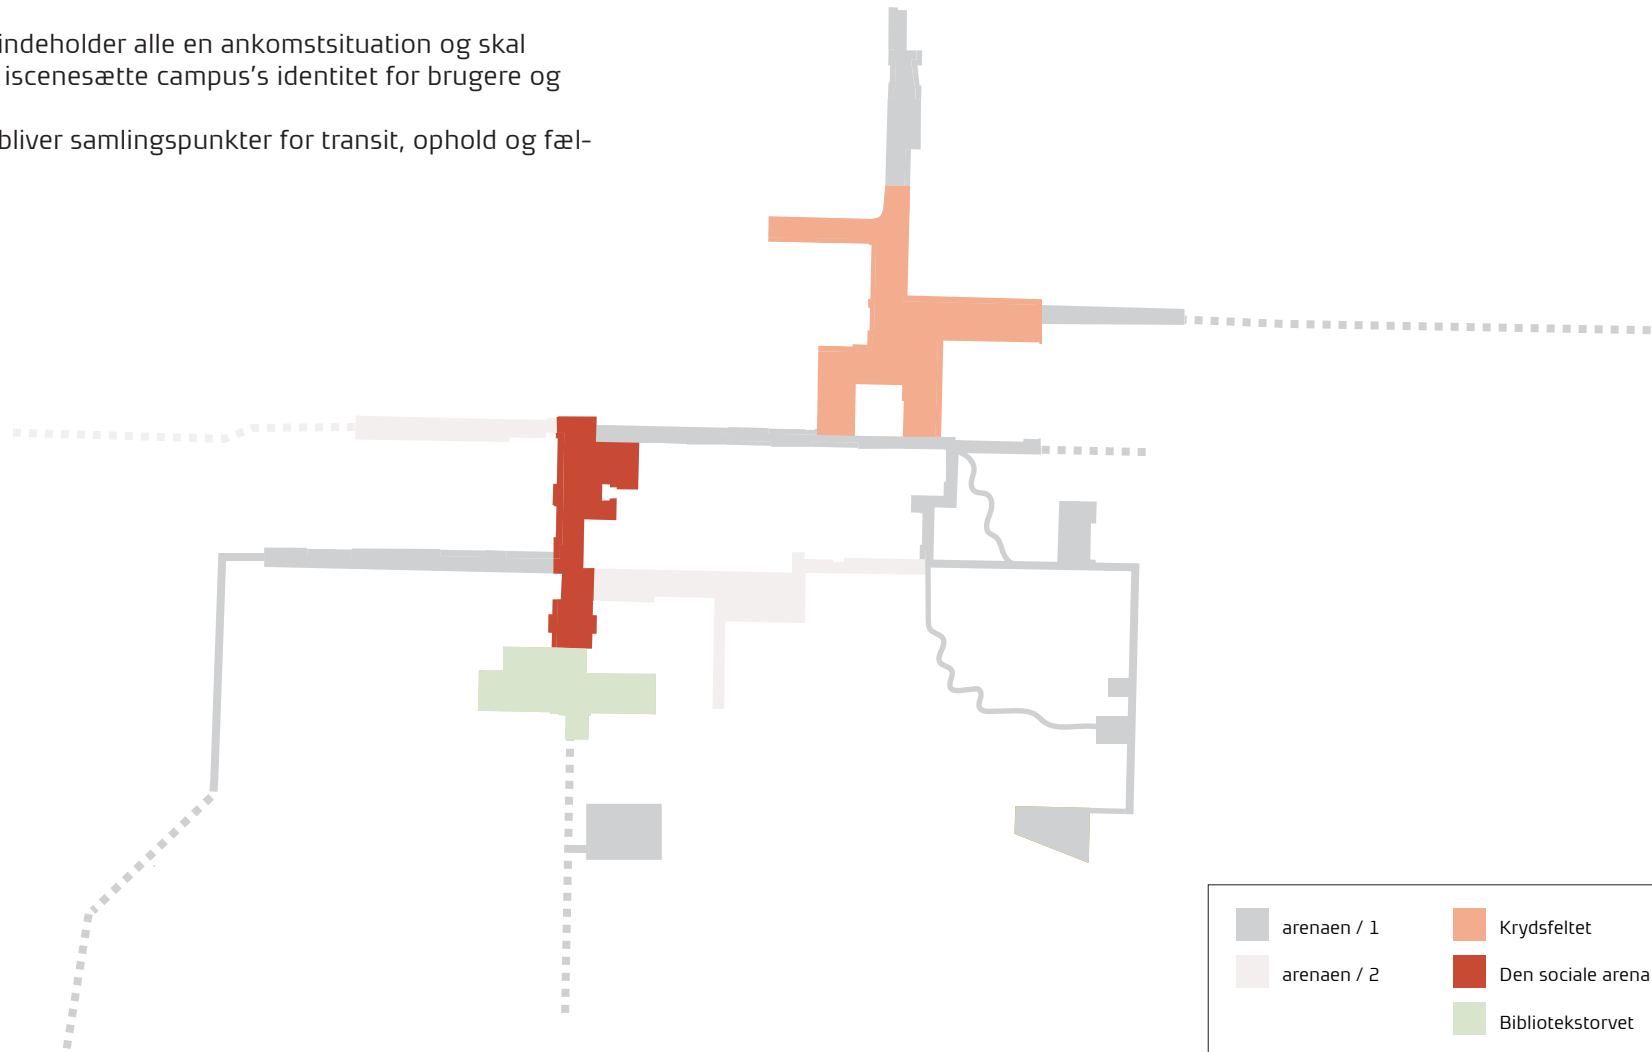 indeholder alle en ankomstsituation og skal
iscenesætte campus's identitet for brugere og
bliver samlingspunkter for transit, ophold og fæl-
arenaen / 1
arenaen / 2
Krydsfeltet
Den sociale arena
Bibliotekstorvet